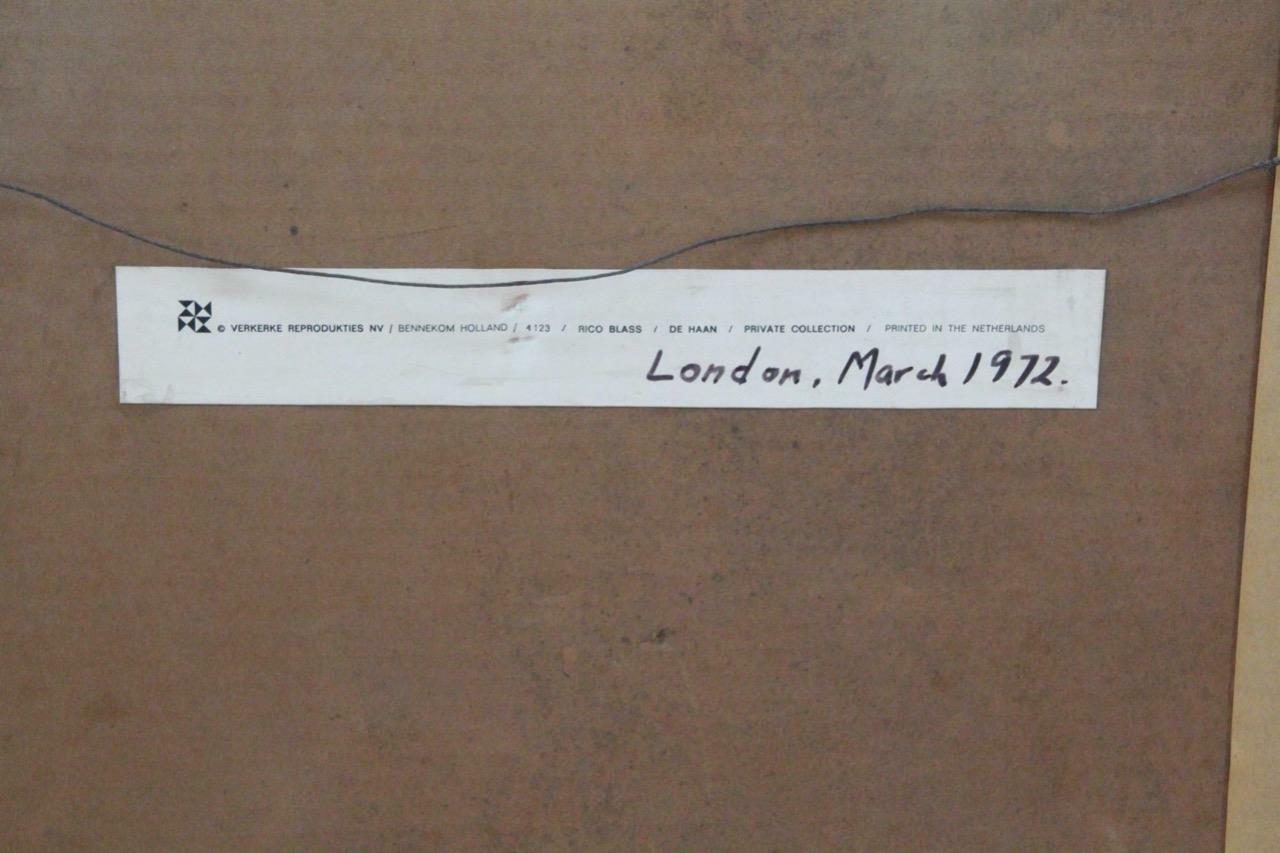 © VERKERKE REPRODUKTIES NV / BENNEKOM HOLLAND / 4123 / RICO BLASS / DE HAAN / PRIVATE COLLECTION / PRINTED IN THE NETHERLANDS
London, March 1972.